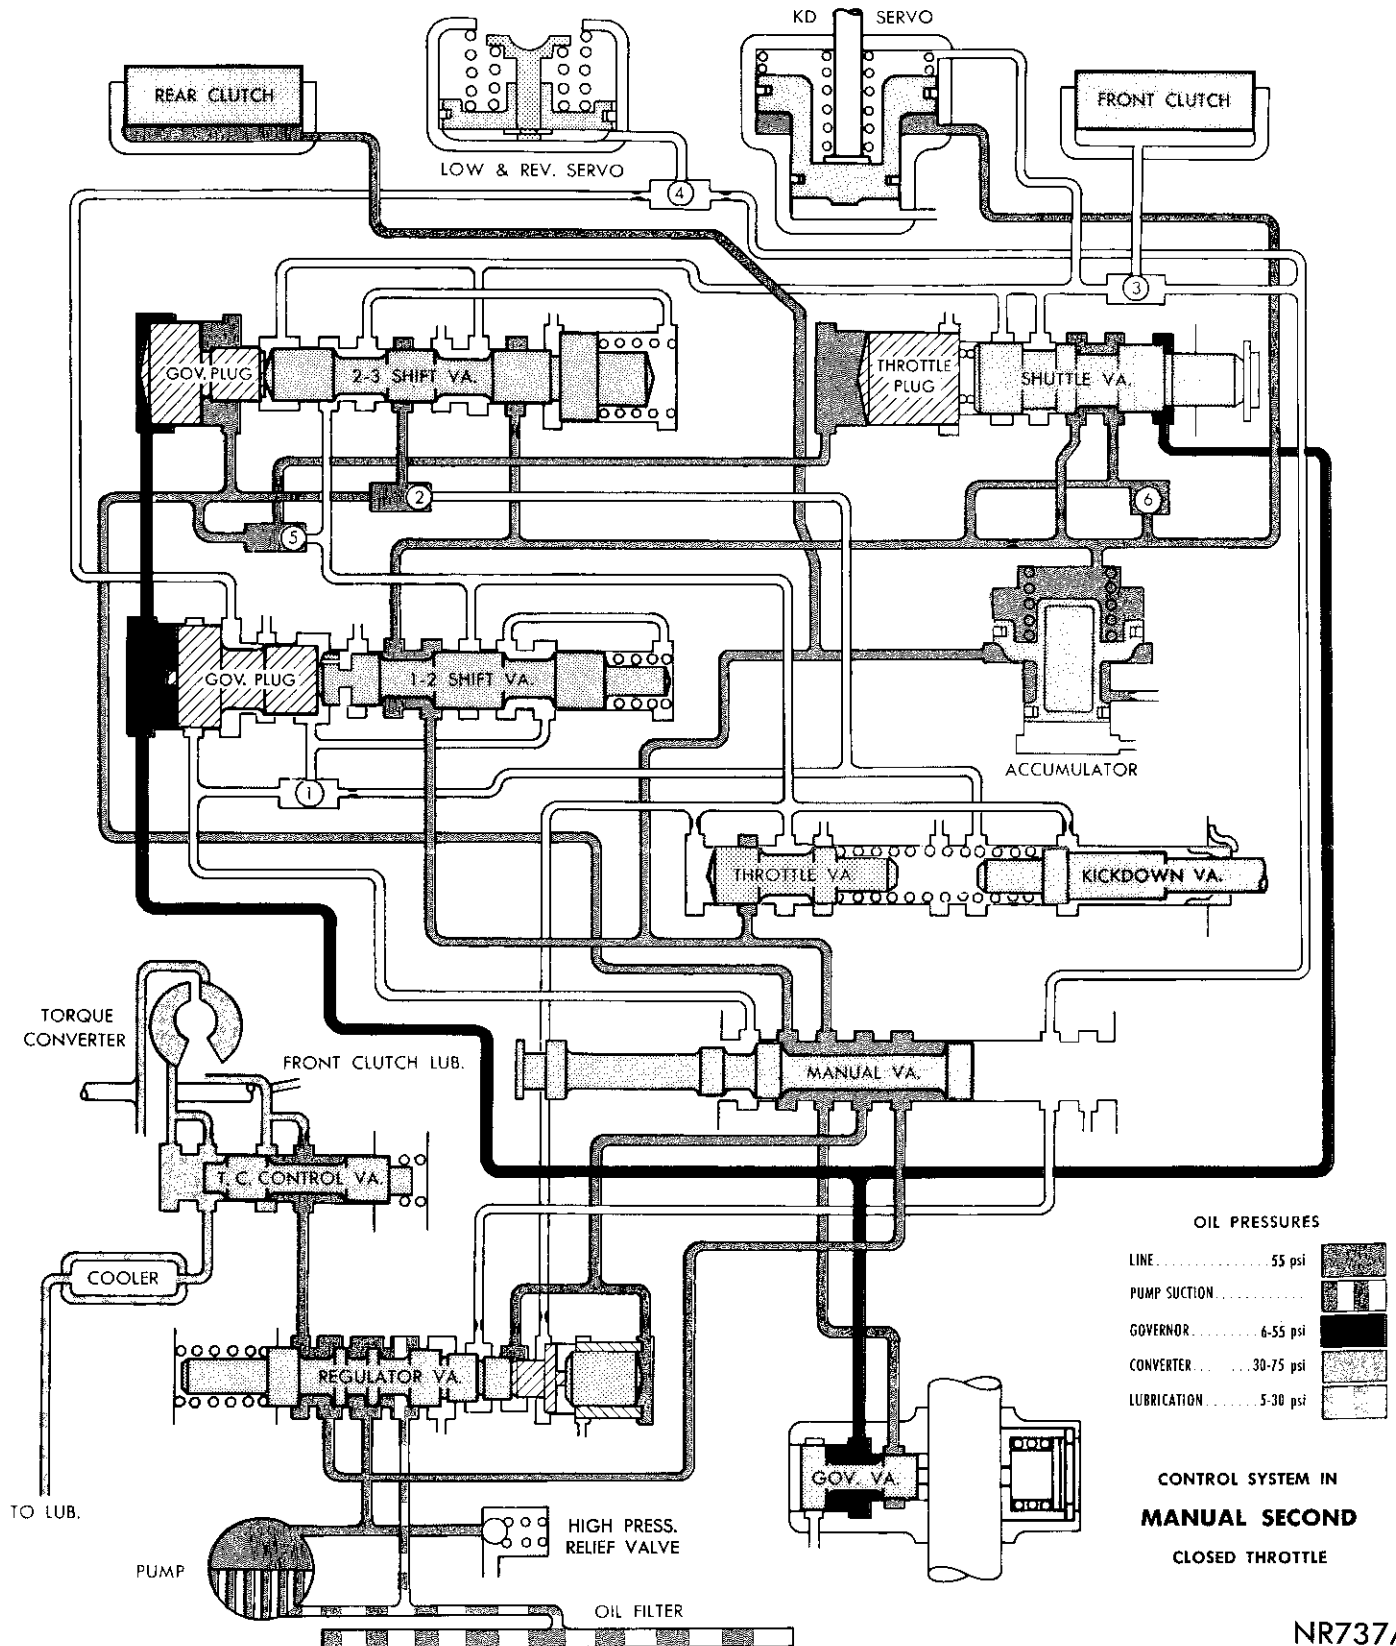 KD SERVO
REAR CLUTCH
FRONT CLUTCH
LOW & REV. SERVO
4
3
GOV. PLUG
2-3 SHIFT VA.
THROTTLE
PLUG
SHUTTLE VA.
2
6
5
GOV. PLUG
1-2 SHIFT VA.
ACCUMULATOR
1
THROTTLE VA.
KICKDOWN VA.
TORQUE
CONVERTER
FRONT CLUTCH LUB.
MANUAL VA.
T. C. CONTROL VA.
COOLER
OIL PRESSURES
LINE 55 psi
PUMP SUCTION
GOVERNOR 6-55 psi
CONVERTER 30-75 psi
LUBRICATION 5-30 psi
REGULATOR VA.
GOV. VA.
TO LUB.
HIGH PRESS.
RELIEF VALVE
PUMP
OIL FILTER
CONTROL SYSTEM IN
MANUAL SECOND
CLOSED THROTTLE